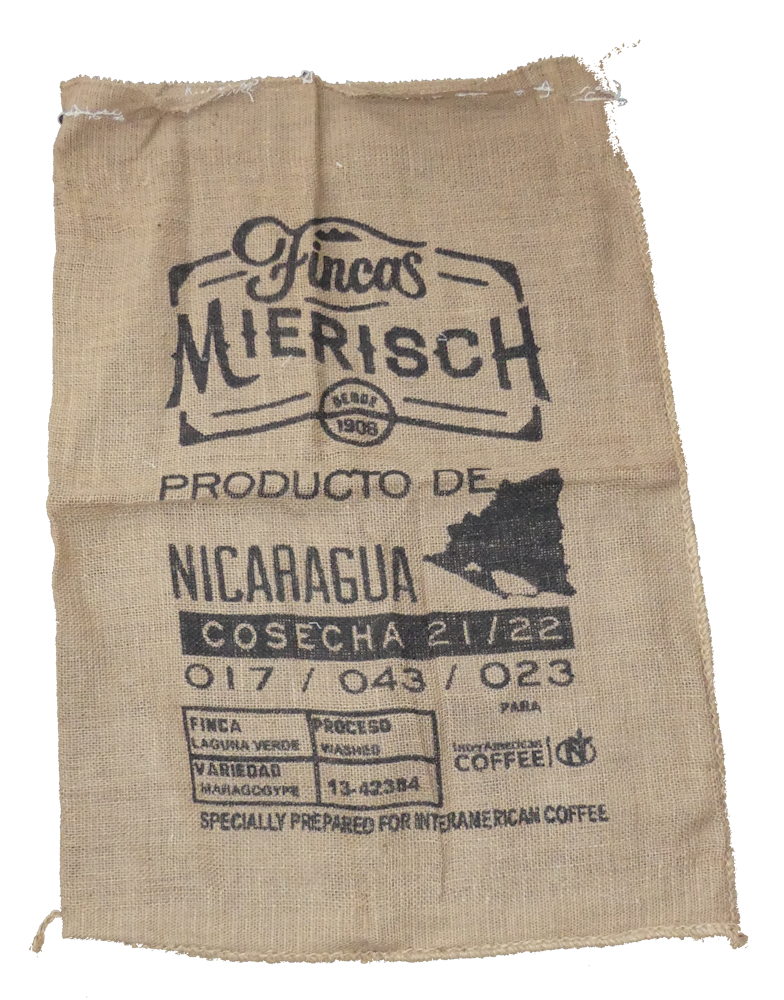 Fincas
MIERISCH
DESDE
1908
PRODUCTO DE
NICARAGUA
COSECHA 21/22
017 / 043 / 023
PARA
FINCA
LAGUNA VERDE
PROCESO
WASHED
InterAmerican
COFFEE
VARIEDAD
MARAGOGYPE
13-42384
SPECIALLY PREPARED FOR INTERAMERICAN COFFEE